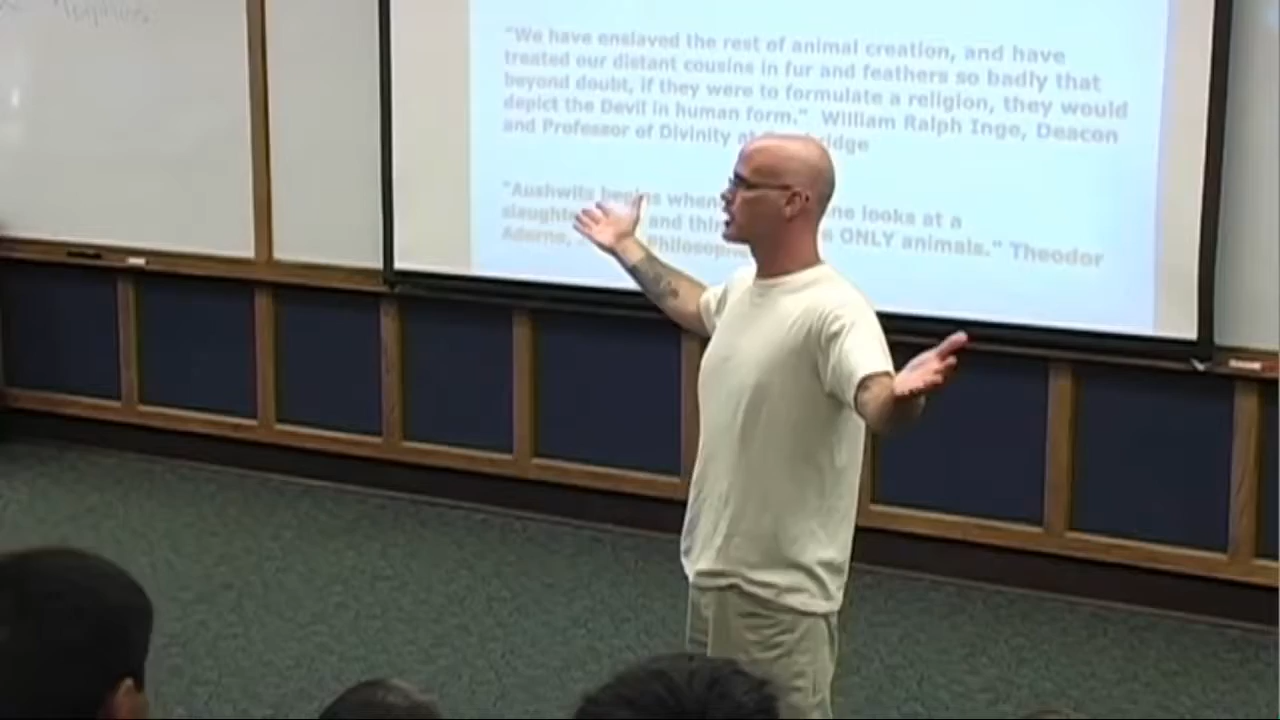 "We have enslaved the rest of animal creation, and have
treated our distant cousins in fur and feathers so badly that
beyond doubt, if they were to formulate a religion, they would
depict the Devil in human form." William Ralph Inge, Deacon
and Professor of Divinity
"Aushwits begins when looks at a
and ONLY animals." Theodor
Adorno,